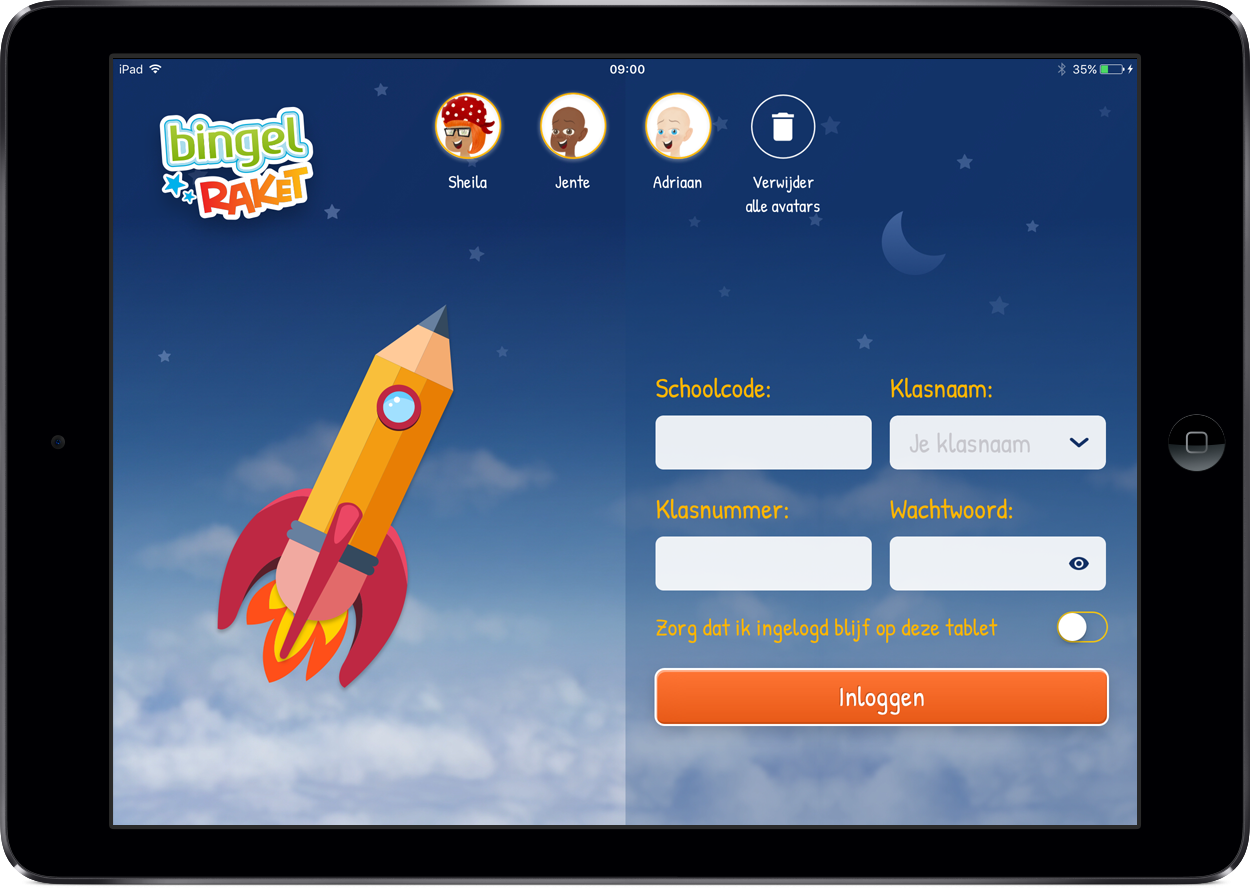 iPad
09:00
35%
bingel
RAKET
Sheila
Jente
Adriaan
Verwijder
alle avatars
Schoolcode:
Klasnaam:
Je klasnaam
Klasnummer:
Wachtwoord:
Zorg dat ik ingelogd blijf op deze tablet
Inloggen